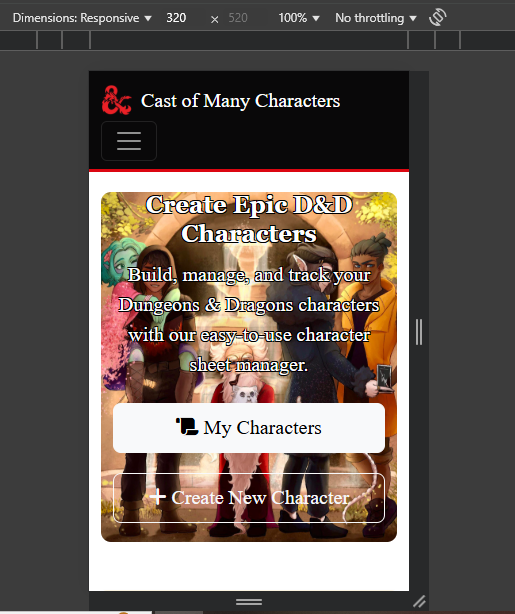 Dimensions: Responsive ▼ 320 × 520 100% ▼ No throttling ▼
Cast of Many Characters
Create Epic D&D
Characters
Build, manage, and track your
Dungeons & Dragons characters
with our easy-to-use character
sheet manager.
My Characters
+ Create New Character